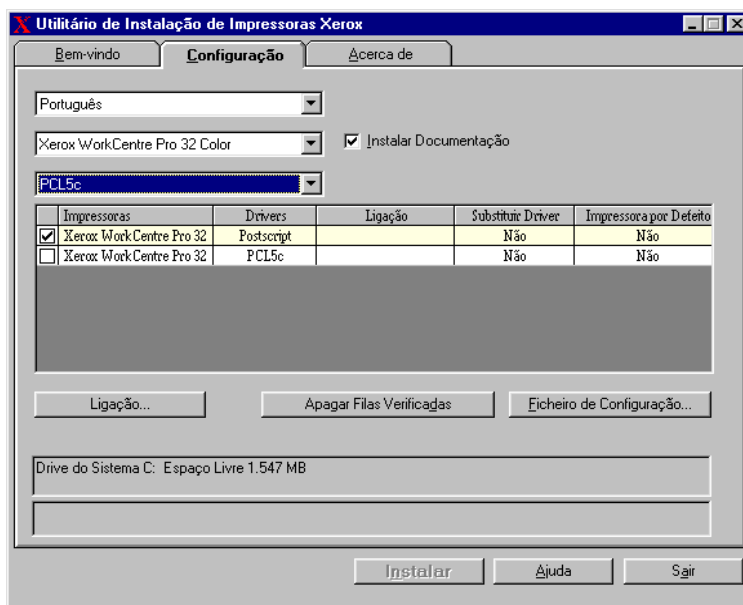 Utilitário de Instalação de Impressoras Xerox
Bem-vindo Configuração Acerca de
Português
Xerox WorkCentre Pro 32 Color Instalar Documentação
PCL5c
Impressoras Drivers Ligação Substituir Driver Impressora por Defeito
Xerox WorkCentre Pro 32 Postscript Não Não
Xerox WorkCentre Pro 32 PCL5c Não Não
Ligação... Apagar Filas Verificadas Ficheiro de Configuração...
Drive do Sistema C: Espaço Livre 1.547 MB
Instalar Ajuda Sair